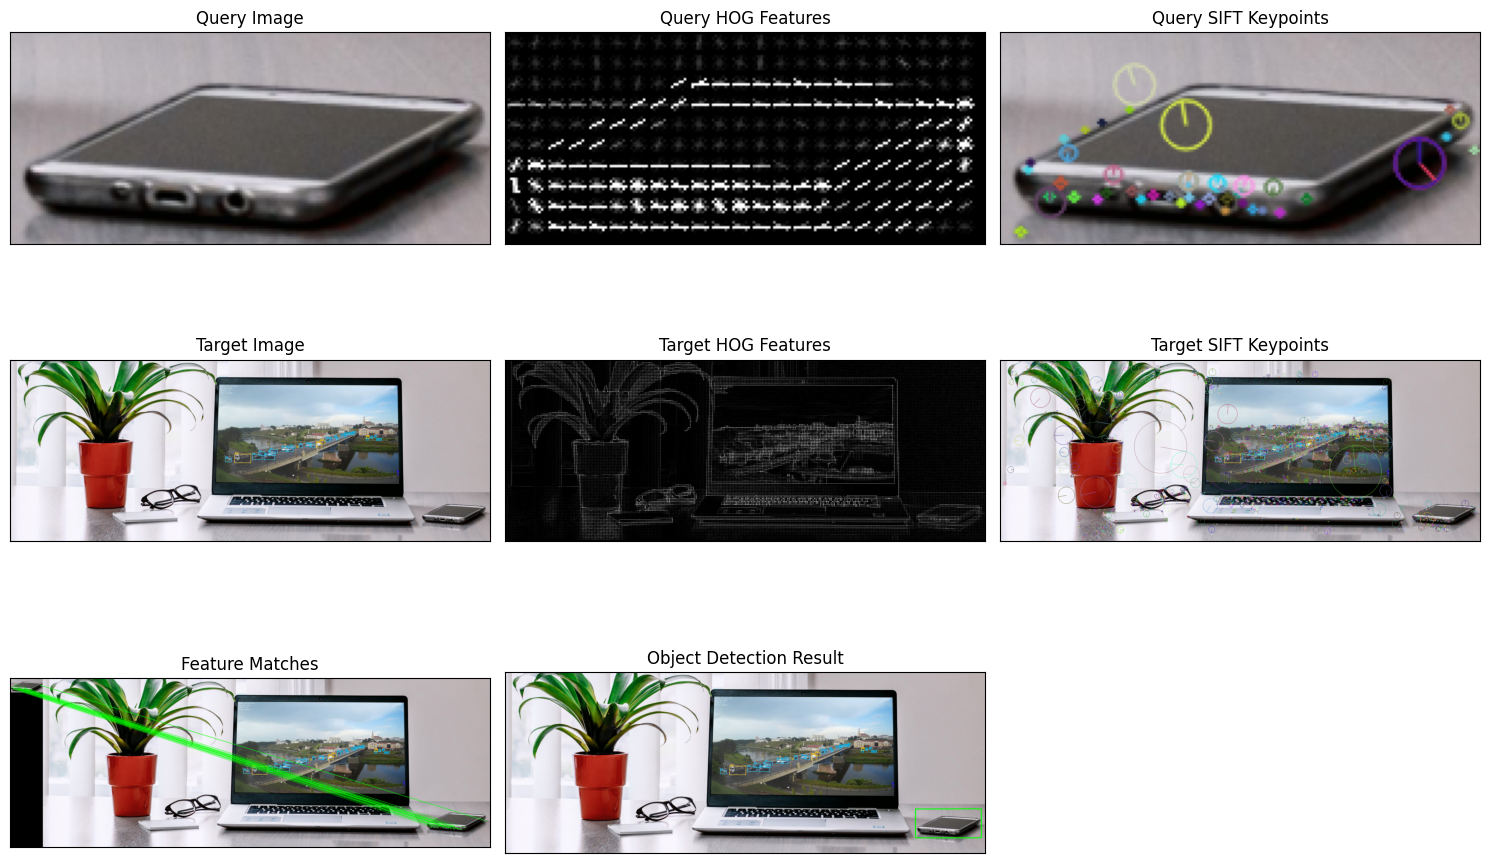 Query Image
Query HOG Features
Query SIFT Keypoints
Target Image
Target HOG Features
Target SIFT Keypoints
Feature Matches
Object Detection Result